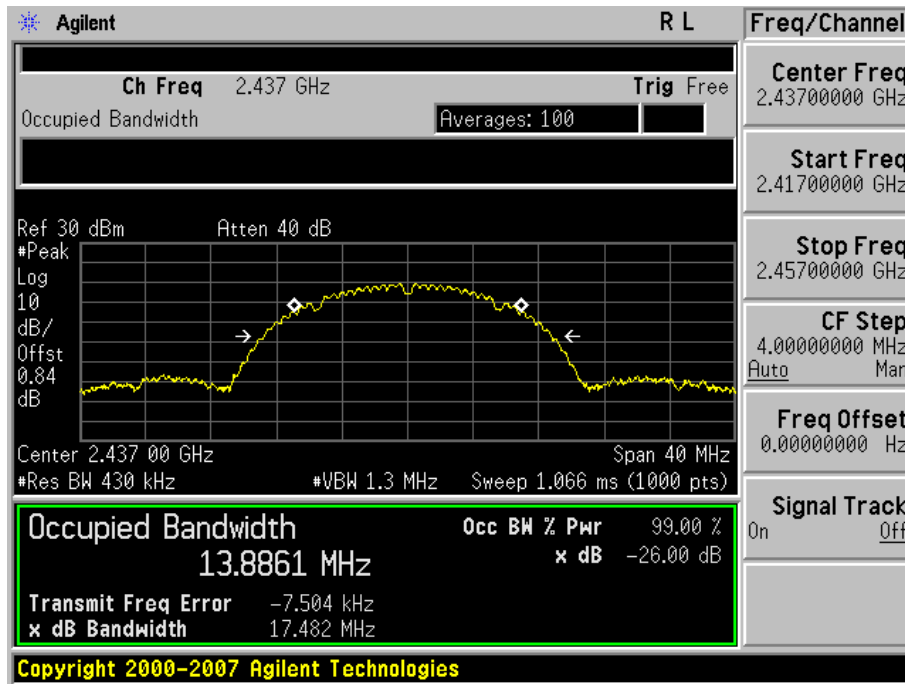 Agilent R L Freq/Channel
Ch Freq 2.437 GHz Trig Free
Occupied Bandwidth Averages: 100
Center Freq
2.43700000 GHz
Start Freq
2.41700000 GHz
Stop Freq
2.45700000 GHz
CF Step
4.00000000 MHz
Auto Man
Freq Offset
0.00000000 Hz
Signal Track
On Off
Ref 30 dBm Atten 40 dB
#Peak
Log
10
dB/
Offst
0.84
dB
Center 2.437 00 GHz Span 40 MHz
#Res BW 430 kHz #VBW 1.3 MHz Sweep 1.066 ms (1000 pts)
Occupied Bandwidth Occ BW % Pwr 99.00 %
13.8861 MHz x dB -26.00 dB
Transmit Freq Error -7.504 kHz
x dB Bandwidth 17.482 MHz
Copyright 2000-2007 Agilent Technologies